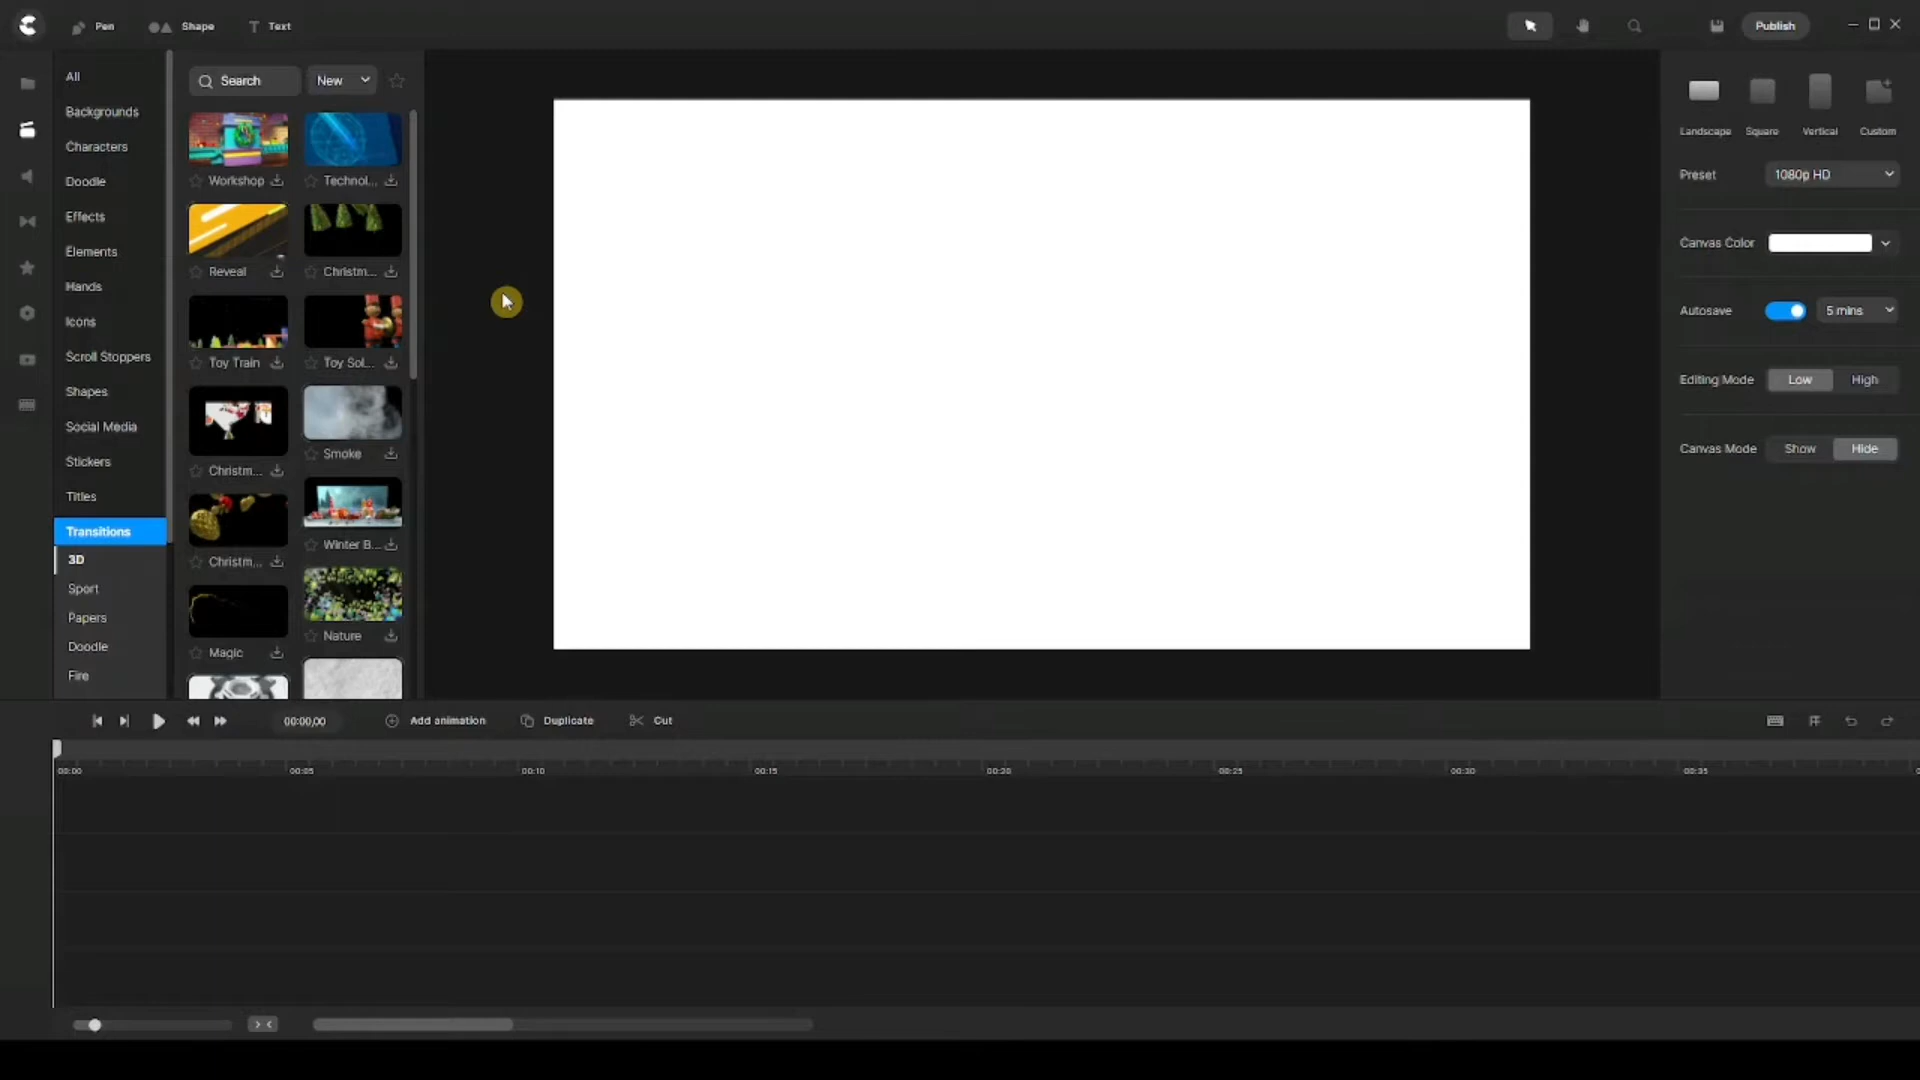 Pen Shape Text
Publish
All
Backgrounds
Characters
Doodle
Effects
Elements
Hands
Icons
Scroll Stoppers
Shapes
Social Media
Stickers
Titles
Transitions
3D
Sport
Papers
Doodle
Fire
Search New
Workshop Technol...
Reveal Christm...
Toy Train Toy Sol...
Christm... Smoke
Christm... Winter B...
Magic Nature
Landscape Square Vertical Custom
Preset 1080p HD
Canvas Color
Autosave 5 mins
Editing Mode Low High
Canvas Mode Show Hide
00:00,00 Add animation Duplicate Cut
00:00 00:05 00:10 00:15 00:20 00:25 00:30 00:35